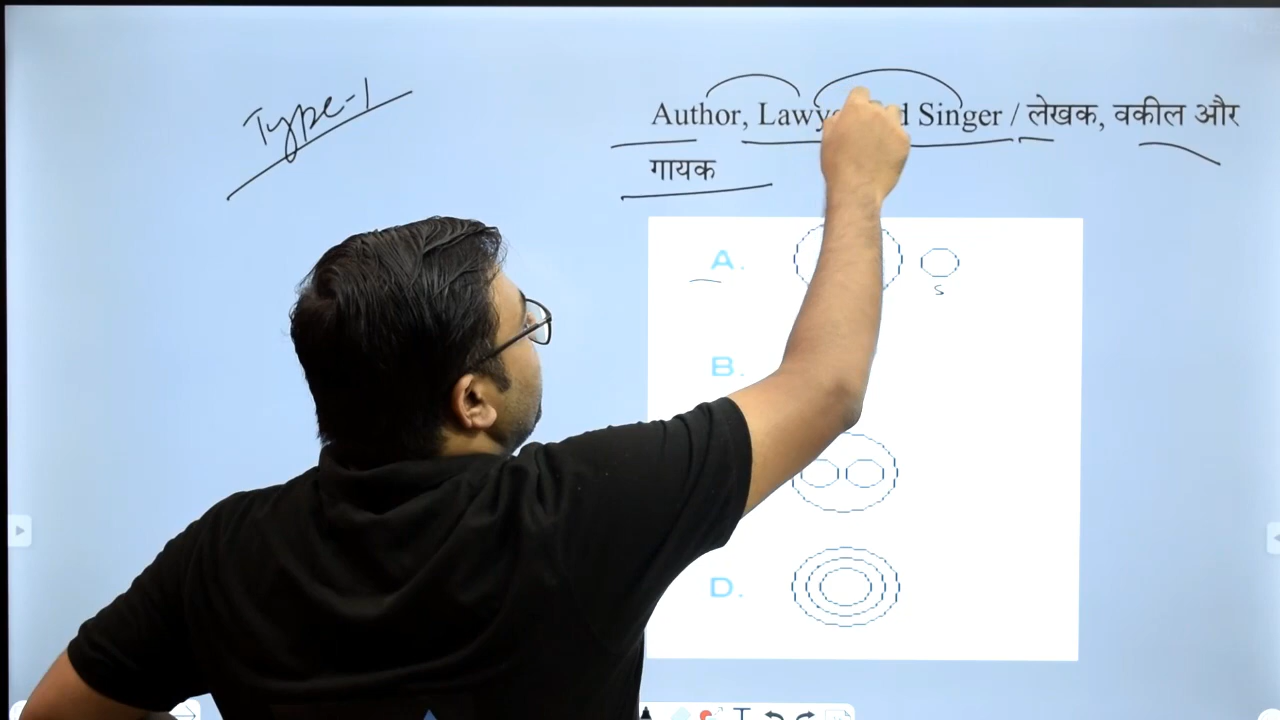 Type-1
Author, Lawy d Singer / लेखक, वकील और
गायक
A.
S
B.
D.